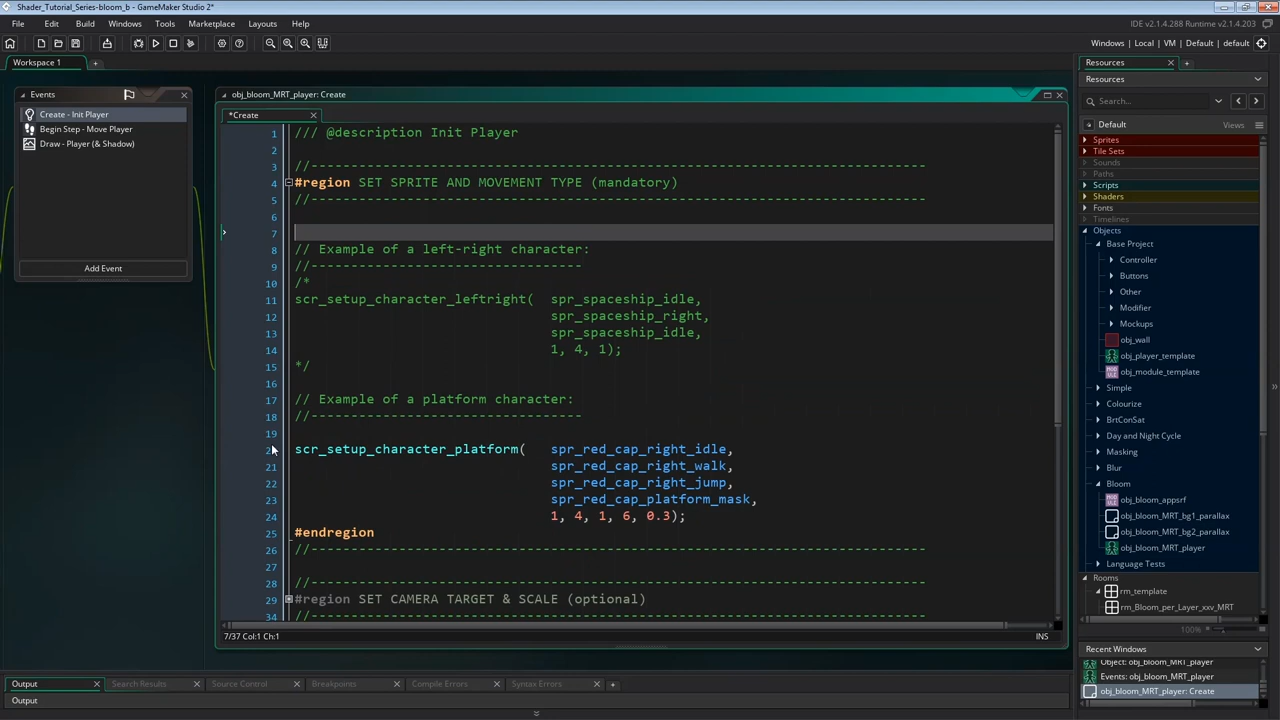 Shader_Tutorial_Series-bloom_b - GameMaker Studio 2*
File Edit Build Windows Tools Marketplace Layouts Help
IDE v2.1.4.288 Runtime v2.1.4.203
Windows | Local | VM | Default | default
Workspace 1
Events
Create - Init Player
Begin Step - Move Player
Draw - Player (& Shadow)
Add Event
obj_bloom_MRT_player: Create
*Create
1 /// @description Init Player
2
3 //-----------------------------------------------------------------------------
4 #region SET SPRITE AND MOVEMENT TYPE (mandatory)
5 //-----------------------------------------------------------------------------
6
7
8 // Example of a left-right character:
9 //----------------------------------
10 /*
11 scr_setup_character_leftright( spr_spaceship_idle,
12 spr_spaceship_right,
13 spr_spaceship_idle,
14 1, 4, 1);
15 */
16
17 // Example of a platform character:
18 //----------------------------------
19
scr_setup_character_platform( spr_red_cap_right_idle,
21 spr_red_cap_right_walk,
22 spr_red_cap_right_jump,
23 spr_red_cap_platform_mask,
24 1, 4, 1, 6, 0.3);
25 #endregion
26 //-----------------------------------------------------------------------------
27
28 //-----------------------------------------------------------------------------
29 #region SET CAMERA TARGET & SCALE (optional)
34 //-----------------------------------------------------------------------------
7/37 Col:1 Ch:1
INS
Resources
Resources
Search...
Default
Views
Sprites
Tile Sets
Sounds
Paths
Scripts
Shaders
Fonts
Timelines
Objects
Base Project
Controller
Buttons
Other
Modifier
Mockups
obj_wall
obj_player_template
obj_module_template
Simple
Colourize
BrtConSat
Day and Night Cycle
Masking
Blur
Bloom
obj_bloom_appsrf
obj_bloom_MRT_bg1_parallax
obj_bloom_MRT_bg2_parallax
obj_bloom_MRT_player
Language Tests
Rooms
rm_template
rm_Bloom_per_Layer_xxv_MRT
100%
Recent Windows
Object: obj_bloom_MRT_player
Events: obj_bloom_MRT_player
obj_bloom_MRT_player: Create
Output Search Results Source Control Breakpoints Compile Errors Syntax Errors
Output